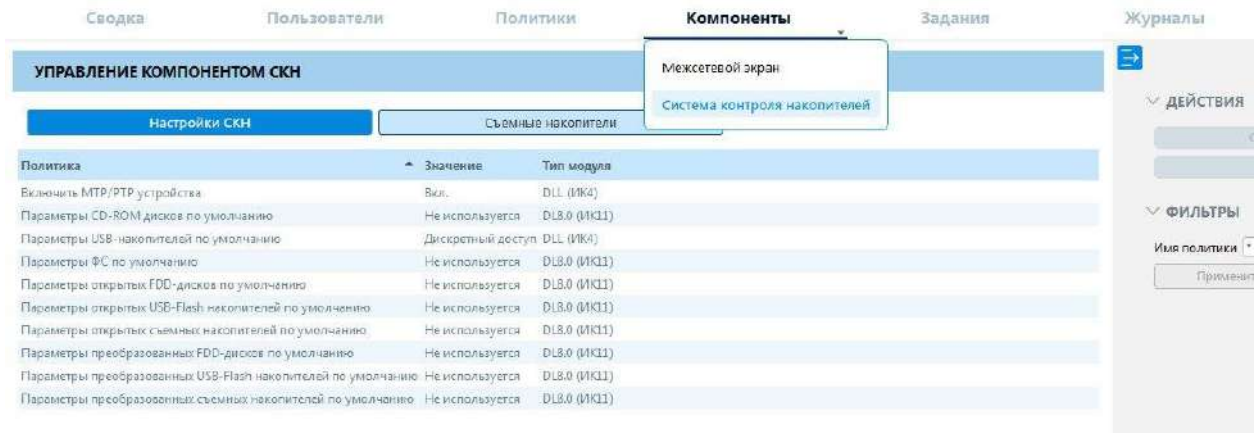 Сводка Пользователи Политики Компоненты Задания Журналы
Межсетевой экран
Система контроля накопителей
УПРАВЛЕНИЕ КОМПОНЕНТОМ СКН
Настройки СКН Съемные накопители
Политика Значение Тип модуля
Включить MTP/PTP устройства Вкл. DLL (ИК4)
Параметры CD-ROM дисков по умолчанию Не используется DL8.0 (ИК11)
Параметры USB-накопителей по умолчанию Дискретный доступ DLL (ИК4)
Параметры ФС по умолчанию Не используется DL8.0 (ИК11)
Параметры открытых FDD-дисков по умолчанию Не используется DL8.0 (ИК11)
Параметры открытых USB-Flash накопителей по умолчанию Не используется DL8.0 (ИК11)
Параметры открытых съемных накопителей по умолчанию Не используется DL8.0 (ИК11)
Параметры преобразованных FDD-дисков по умолчанию Не используется DL8.0 (ИК11)
Параметры преобразованных USB-Flash накопителей по умолчанию Не используется DL8.0 (ИК11)
Параметры преобразованных съемных накопителей по умолчанию Не используется DL8.0 (ИК11)
ДЕЙСТВИЯ
ФИЛЬТРЫ
Имя политики *
Применит